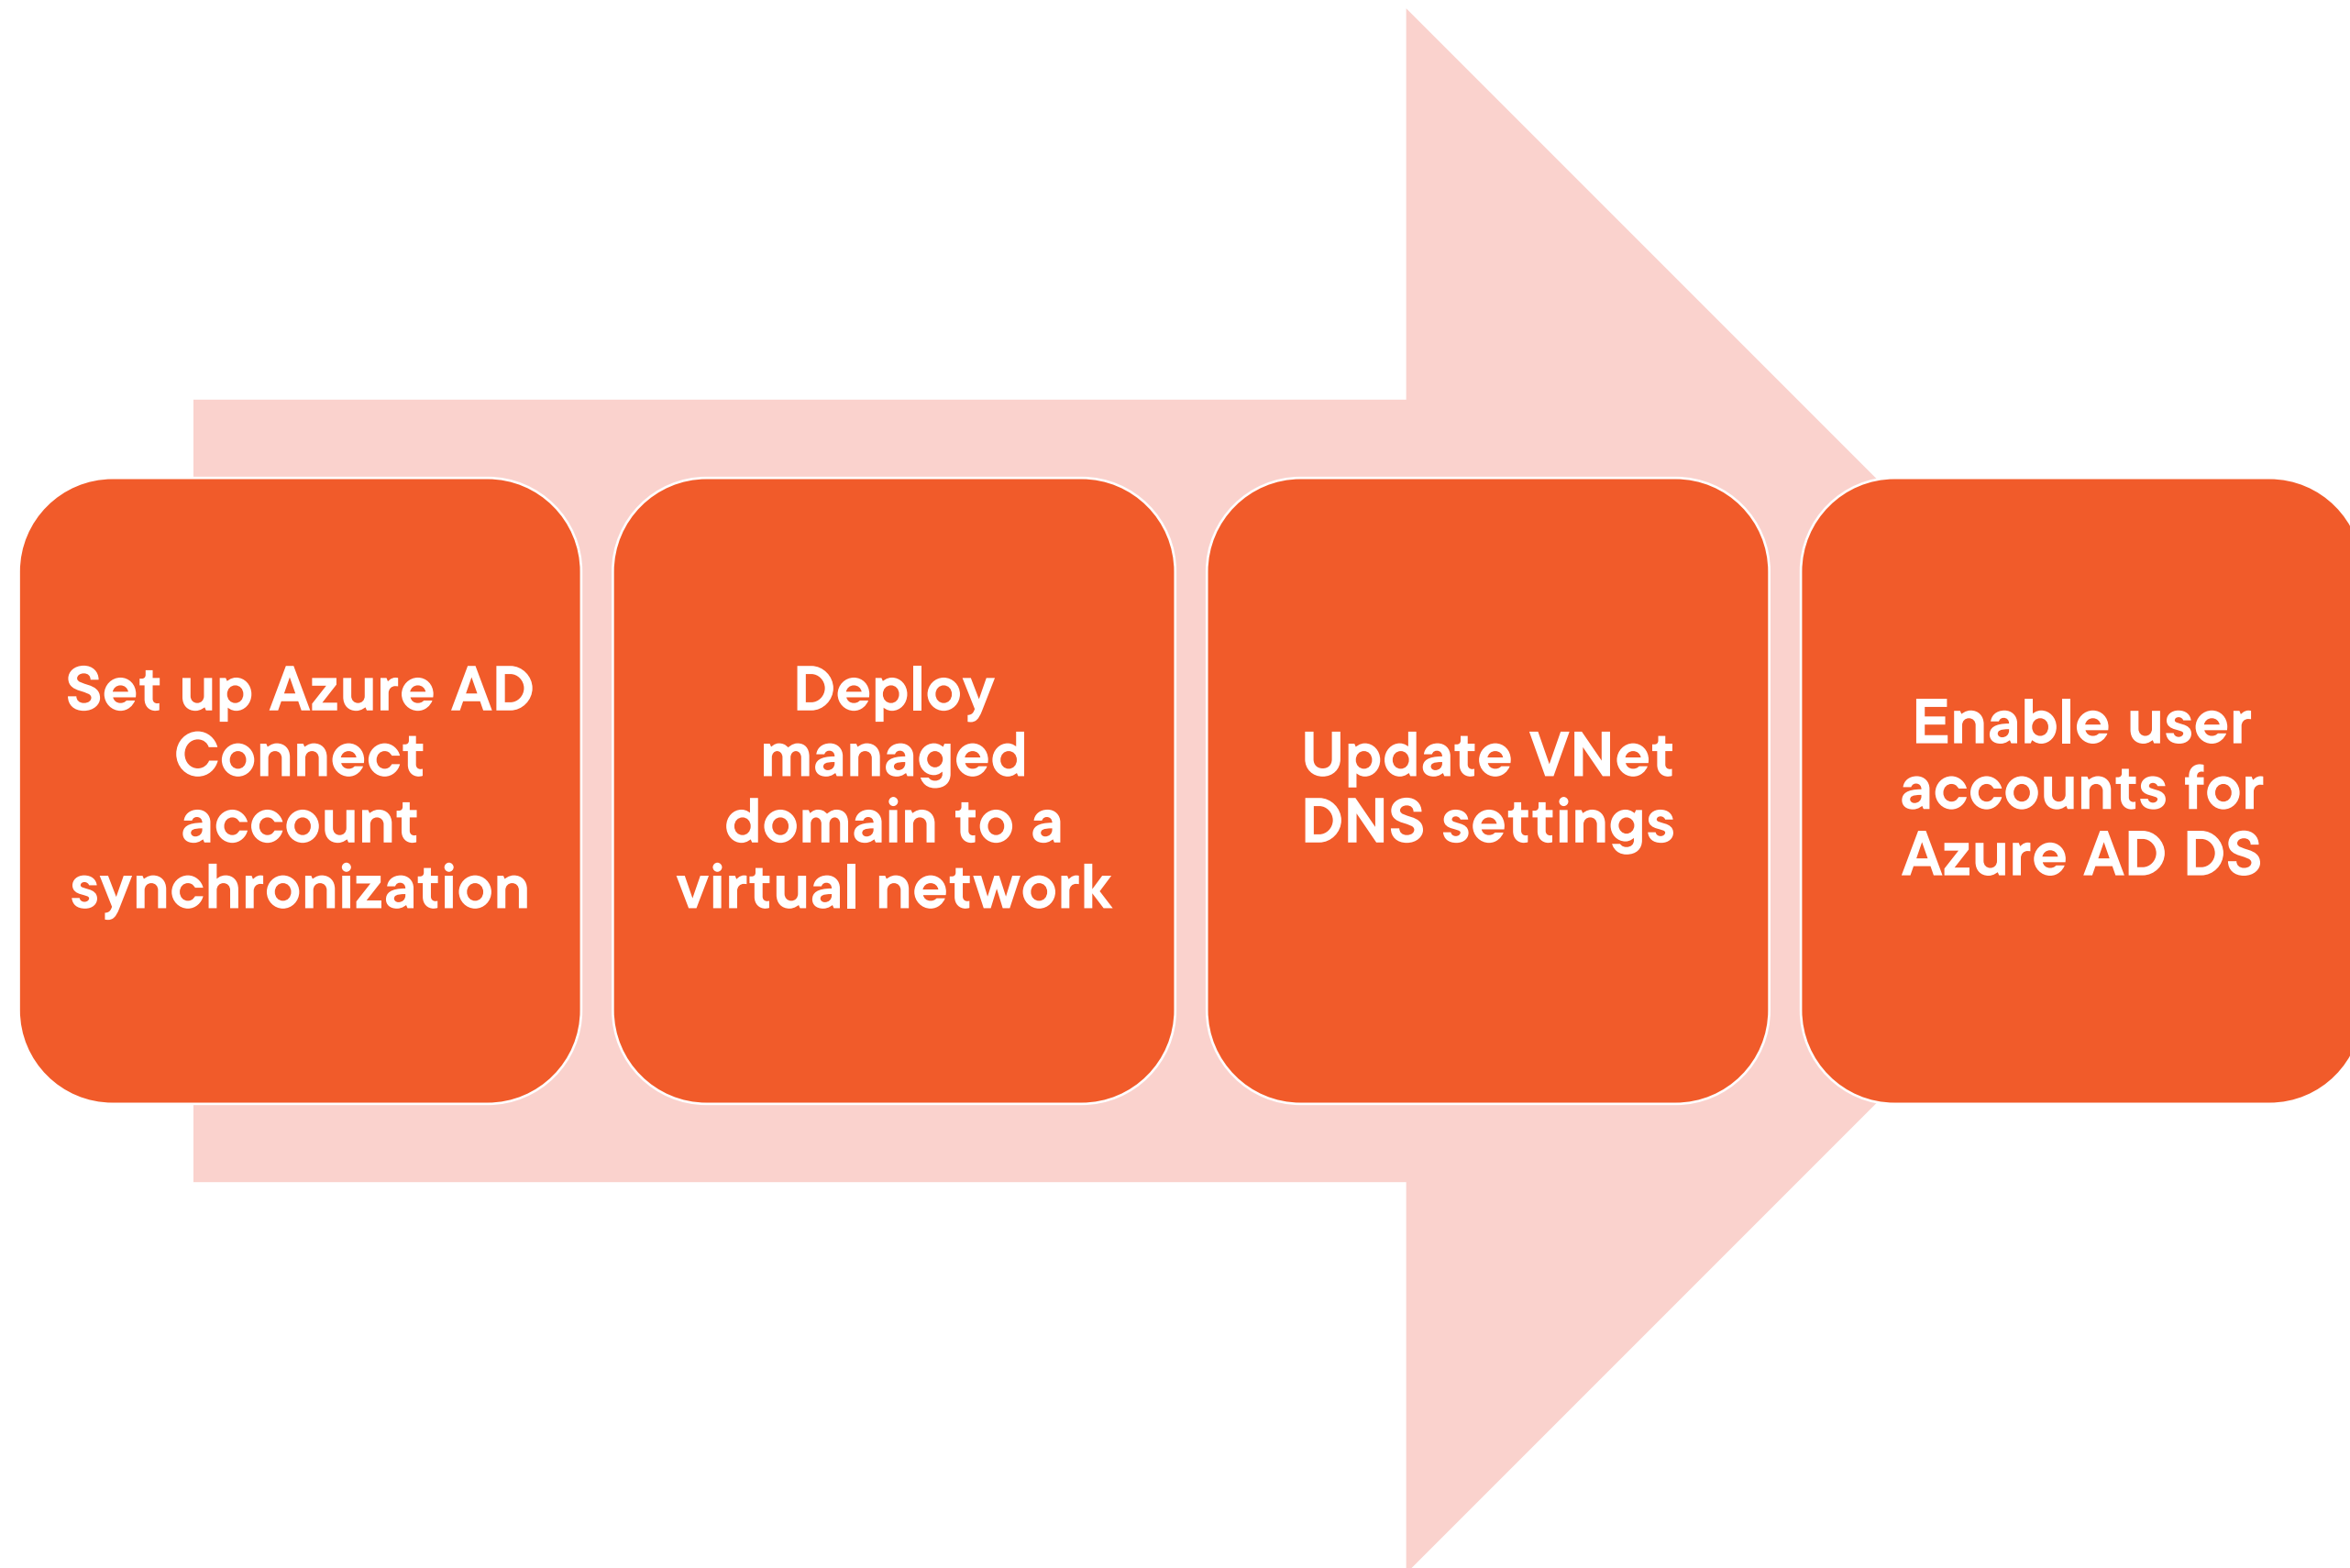 Set up Azure AD
Connect
account
synchronization
Deploy
managed
domain to a
virtual network
Update VNet
DNS settings
Enable user
accounts for
Azure AD DS